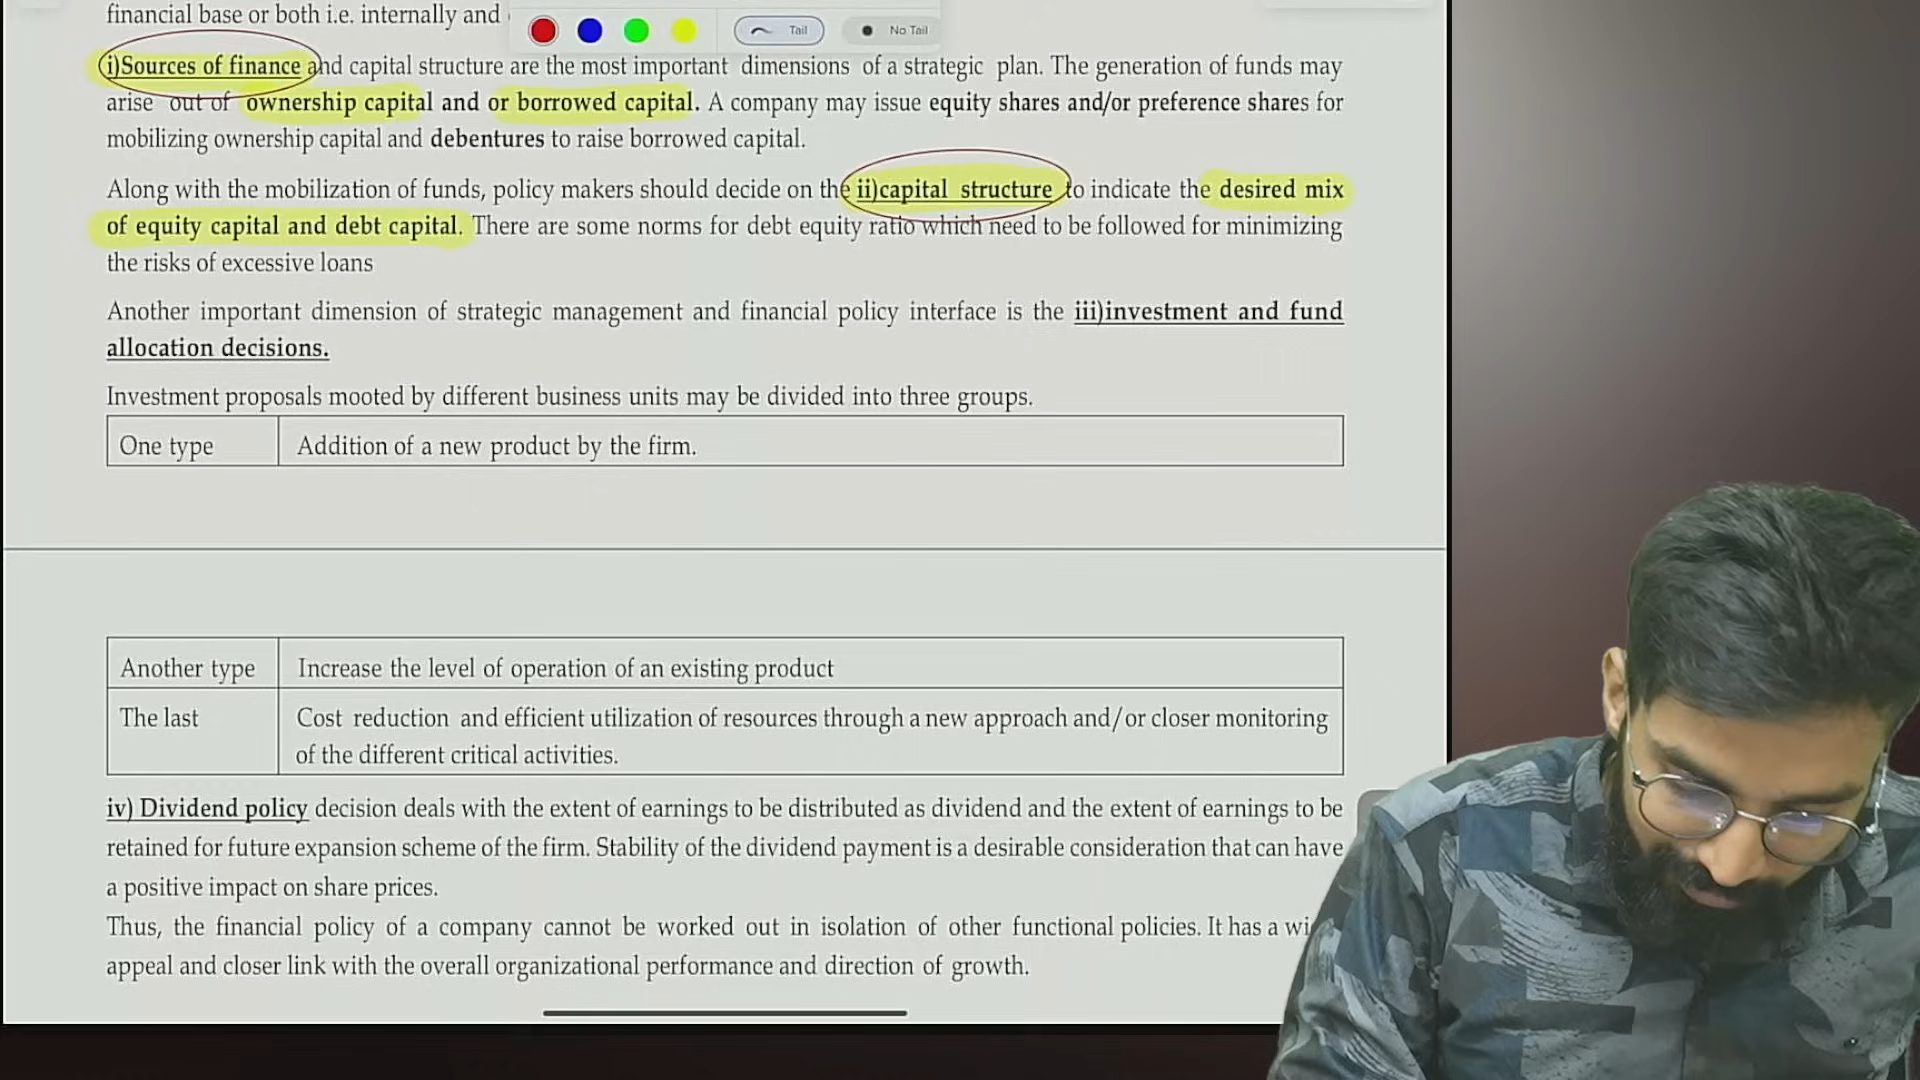 financial base or both i.e. internally and
Tail
No Tail
i)Sources of finance and capital structure are the most important dimensions of a strategic plan. The generation of funds may
arise out of ownership capital and or borrowed capital. A company may issue equity shares and/or preference shares for
mobilizing ownership capital and debentures to raise borrowed capital.
Along with the mobilization of funds, policy makers should decide on the ii)capital structure to indicate the desired mix
of equity capital and debt capital. There are some norms for debt equity ratio which need to be followed for minimizing
the risks of excessive loans
Another important dimension of strategic management and financial policy interface is the iii)investment and fund
allocation decisions.
Investment proposals mooted by different business units may be divided into three groups.
One type Addition of a new product by the firm.
Another type Increase the level of operation of an existing product
The last Cost reduction and efficient utilization of resources through a new approach and/or closer monitoring
of the different critical activities.
iv) Dividend policy decision deals with the extent of earnings to be distributed as dividend and the extent of earnings to be
retained for future expansion scheme of the firm. Stability of the dividend payment is a desirable consideration that can have
a positive impact on share prices.
Thus, the financial policy of a company cannot be worked out in isolation of other functional policies. It has a
appeal and closer link with the overall organizational performance and direction of growth.